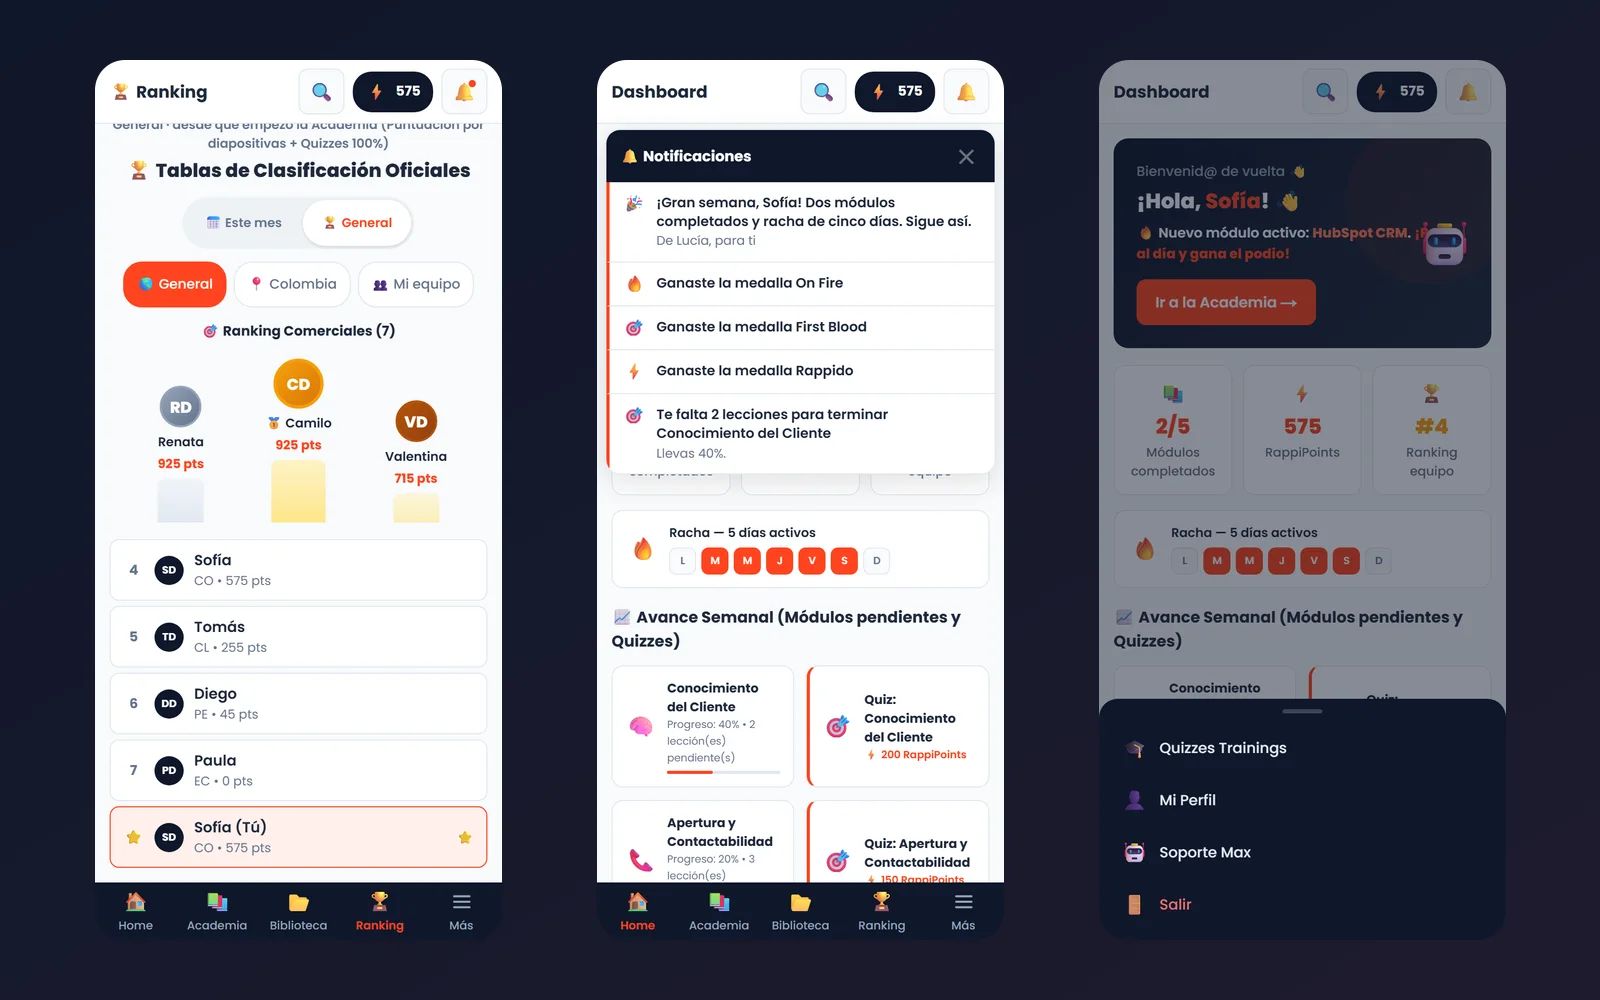 Ranking
575
General · desde que empezó la Academia (Puntuación por
diapositivas + Quizzes 100%)
Tablas de Clasificación Oficiales
Este mes
General
General
Colombia
Mi equipo
Ranking Comerciales (7)
CD
RD
Camilo
VD
Renata
925 pts
Valentina
925 pts
715 pts
4
SD
Sofía
CO • 575 pts
5
TD
Tomás
CL • 255 pts
6
DD
Diego
PE • 45 pts
7
PD
Paula
EC • 0 pts
SD
Sofía (Tú)
CO • 575 pts
Home
Academia
Biblioteca
Ranking
Más
Dashboard
575
Notificaciones
¡Gran semana, Sofía! Dos módulos
completados y racha de cinco días. Sigue así.
De Lucía, para ti
Ganaste la medalla On Fire
Ganaste la medalla First Blood
Ganaste la medalla Rappido
Te falta 2 lecciones para terminar
Conocimiento del Cliente
Llevas 40%.
completados
equipo
Racha — 5 días activos
L M M J V S D
Avance Semanal (Módulos pendientes y
Quizzes)
Conocimiento
del Cliente
Progreso: 40% • 2
lección(es)
pendiente(s)
Quiz:
Conocimiento
del Cliente
200 RappiPoints
Apertura y
Contactabilidad
Progreso: 20% • 3
lección(es)
Quiz: Apertura y
Contactabilidad
150 RappiPoints
Home
Academia
Biblioteca
Ranking
Más
Dashboard
575
Bienvenid@ de vuelta
¡Hola, Sofía!
Nuevo módulo activo: HubSpot CRM.
al día y gana el podio!
Ir a la Academia →
2/5
Módulos
completados
575
RappiPoints
#4
Ranking
equipo
Racha — 5 días activos
L M M J V S D
Avance Semanal (Módulos pendientes y
Quizzes)
Conocimiento
Quiz:
Quizzes Trainings
Mi Perfil
Soporte Max
Salir